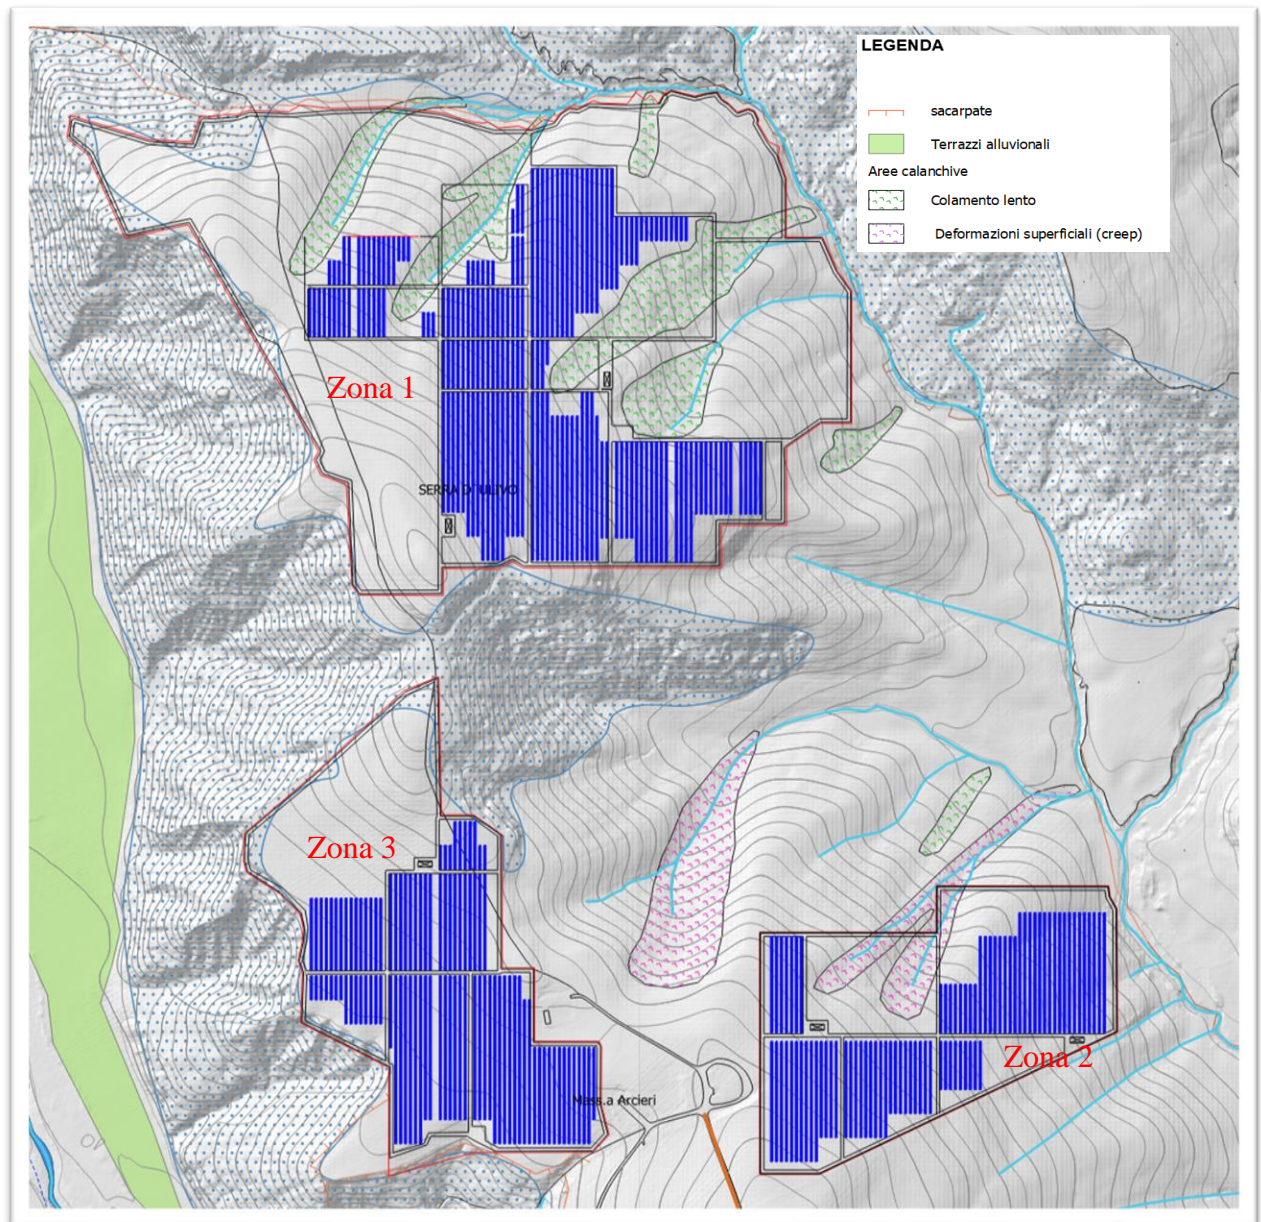 LEGENDA
sacarpate
Terrazzi alluvionali
Aree calanchive
Colamento lento
Deformazioni superficiali (creep)
Zona 1
SERRA D'ULIVO
Zona 3
Zona 2
Mass.a Arcieri